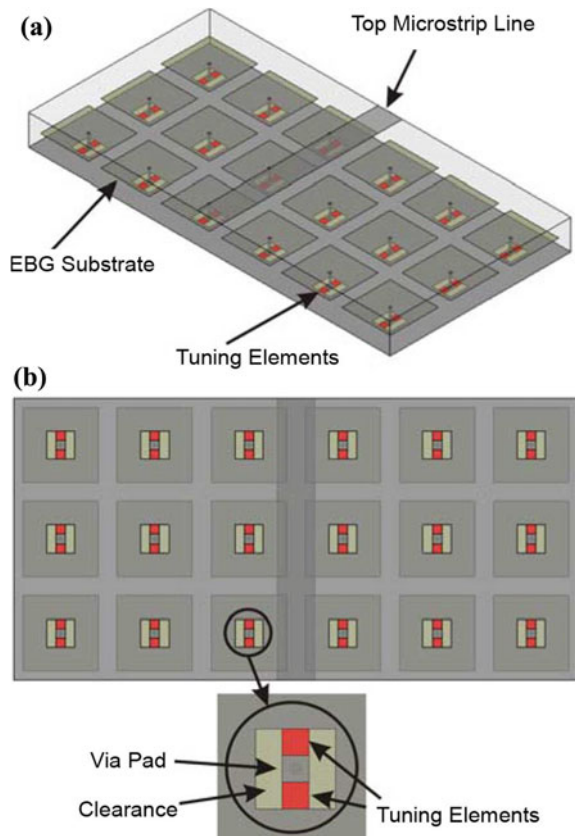 (a)
Top Microstrip Line
EBG Substrate
Tuning Elements
(b)
Via Pad
Clearance
Tuning Elements